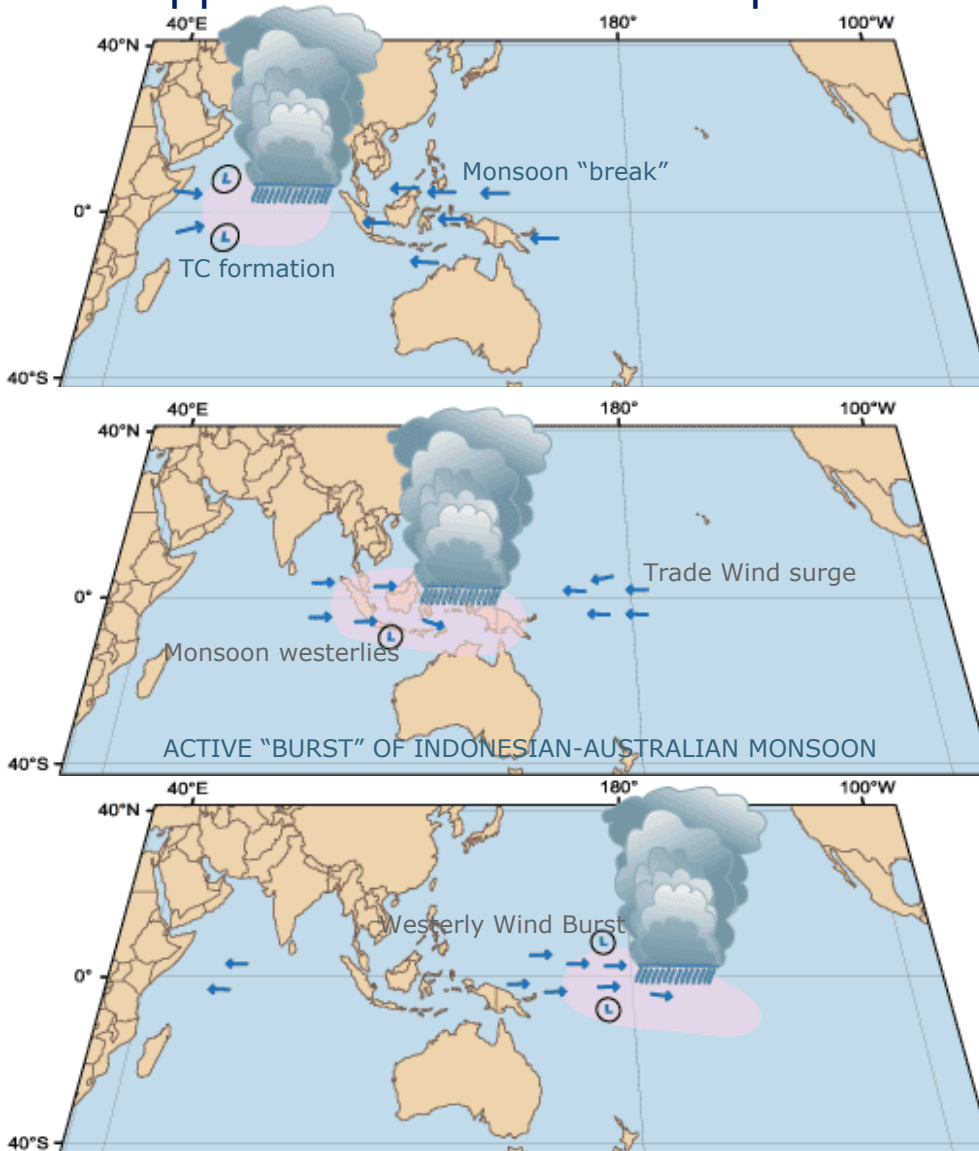 40°E 180° 100°W
40°N
L
Monsoon “break”
0°
L
TC formation
40°S
40°E 180° 100°W
40°N
Trade Wind surge
0°
L
Monsoon westerlies
ACTIVE “BURST” OF INDONESIAN-AUSTRALIAN MONSOON
40°S
40°E 180° 100°W
40°N
Westerly Wind Burst
L
0°
L
40°S